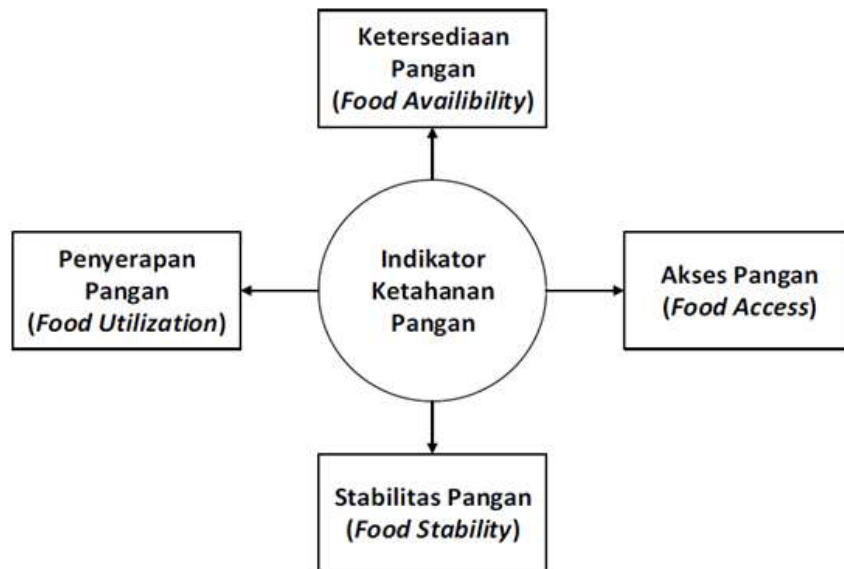 Ketersediaan
Pangan
(Food Availibility)
Penyerapan
Pangan
(Food Utilization)
Indikator
Ketahanan
Pangan
Akses Pangan
(Food Access)
Stabilitas Pangan
(Food Stability)